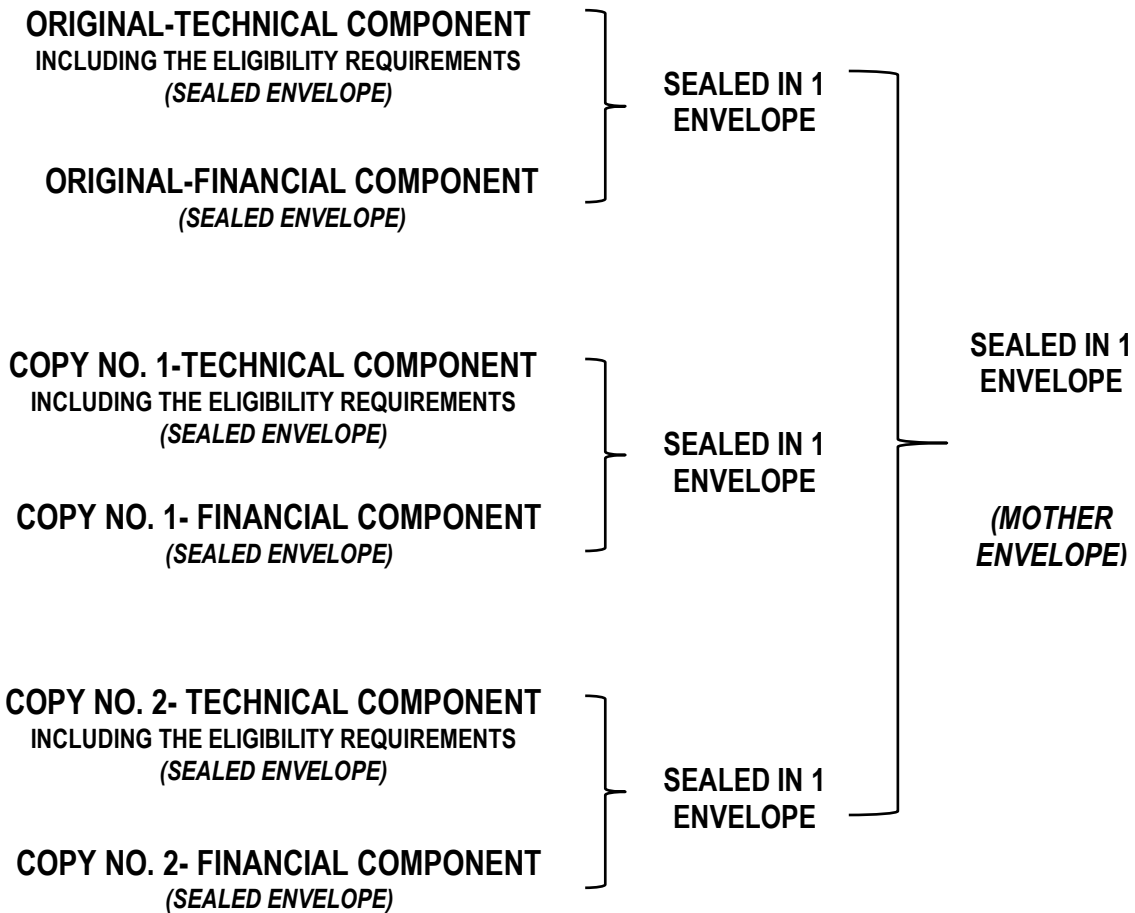 ORIGINAL-TECHNICAL COMPONENT
INCLUDING THE ELIGIBILITY REQUIREMENTS
(SEALED ENVELOPE)
ORIGINAL-FINANCIAL COMPONENT
(SEALED ENVELOPE)
SEALED IN 1
ENVELOPE
COPY NO. 1-TECHNICAL COMPONENT
INCLUDING THE ELIGIBILITY REQUIREMENTS
(SEALED ENVELOPE)
COPY NO. 1- FINANCIAL COMPONENT
(SEALED ENVELOPE)
SEALED IN 1
ENVELOPE
COPY NO. 2- TECHNICAL COMPONENT
INCLUDING THE ELIGIBILITY REQUIREMENTS
(SEALED ENVELOPE)
COPY NO. 2- FINANCIAL COMPONENT
(SEALED ENVELOPE)
SEALED IN 1
ENVELOPE
SEALED IN 1
ENVELOPE
(MOTHER
ENVELOPE)